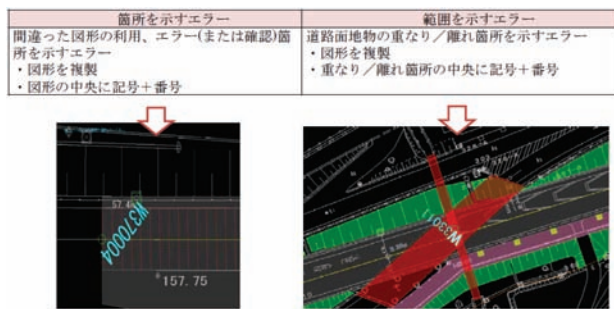 箇所を示すエラー
間違った図形の利用、エラー(または確認)箇
所を示すエラー
・図形を複製
・図形の中央に記号＋番号
範囲を示すエラー
道路面地物の重なり／離れ箇所を示すエラー
・図形を複製
・重なり／離れ箇所の中央に記号＋番号
W370004
157.75